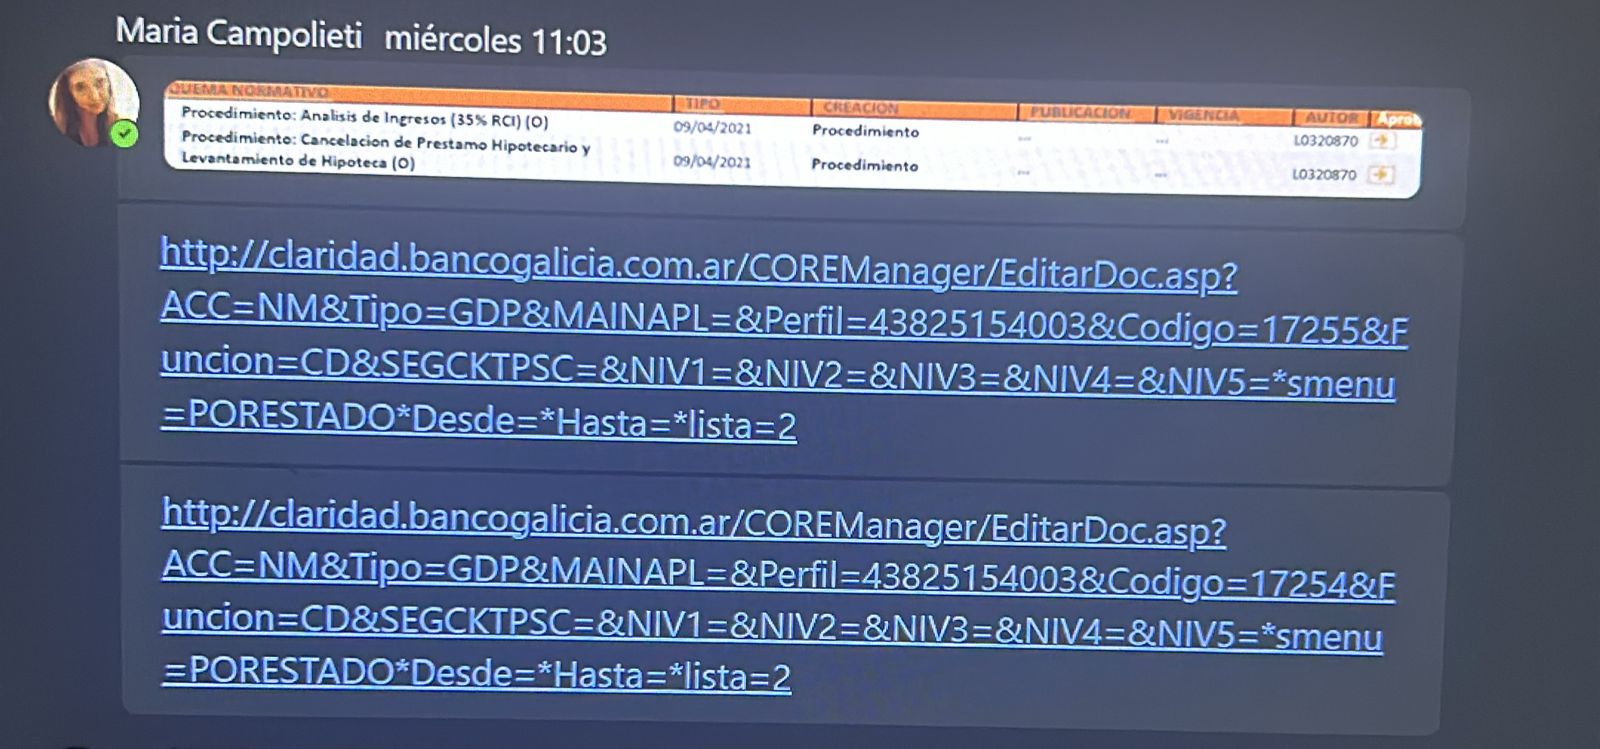 Maria Campolieti miércoles 11:03
QUEMA NORMATIVO TIPO CREACION PUBLICACION VIGENCIA AUTOR Aprob
Procedimiento: Analisis de Ingresos (35% RCI) (O) 09/04/2021 Procedimiento --- --- L0320870
Procedimiento: Cancelacion de Prestamo Hipotecario y
Levantamiento de Hipoteca (O) 09/04/2021 Procedimiento --- --- L0320870
http://claridad.bancogalicia.com.ar/COREManager/EditarDoc.asp?
ACC=NM&Tipo=GDP&MAINAPL=&Perfil=43825154003&Codigo=17255&F
uncion=CD&SEGCKTPSC=&NIV1=&NIV2=&NIV3=&NIV4=&NIV5=*smenu
=PORESTADO*Desde=*Hasta=*lista=2
http://claridad.bancogalicia.com.ar/COREManager/EditarDoc.asp?
ACC=NM&Tipo=GDP&MAINAPL=&Perfil=43825154003&Codigo=17254&F
uncion=CD&SEGCKTPSC=&NIV1=&NIV2=&NIV3=&NIV4=&NIV5=*smenu
=PORESTADO*Desde=*Hasta=*lista=2